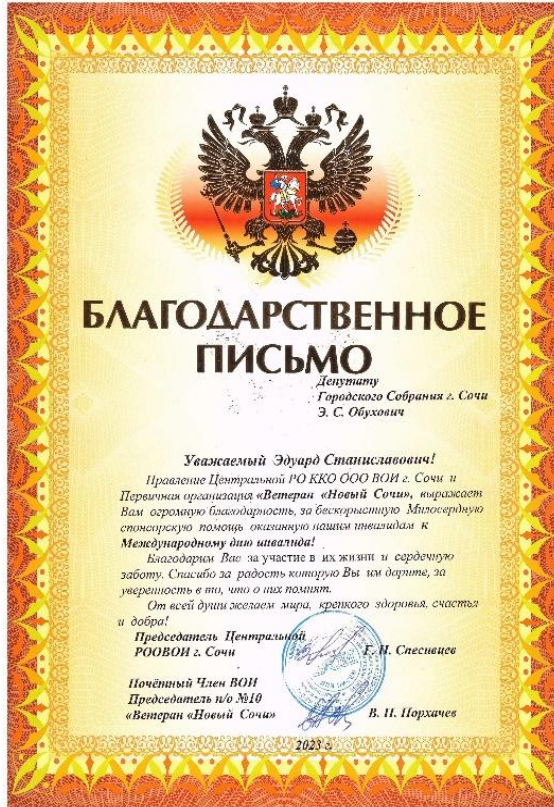 БЛАГОДАРСТВЕННОЕ
ПИСЬМО
Депутату
Городского Собрания г. Сочи
Э. С. Обухович
Уважаемый Эдуард Станиславович!
Правление Центральной РО ККО ООО ВОИ г. Сочи и
Первичная организация «Ветеран «Новый Сочи», выражает
Вам огромную благодарность, за бескорыстную Милосердную
спонсорскую помощь оказанную нашим инвалидам к
Международному дню инвалида!
Благодарим Вас за участие в их жизни и сердечную
заботу. Спасибо за радость которую Вы им дарите, за
уверенность в то, что о них помнят.
От всей души желаем мира, крепкого здоровья, счастья
и добра!
Председатель Центральной
РООВОИ г. Сочи Г. Н. Спесивцев
Почётный Член ВОИ
Председатель п/о №10
«Ветеран «Новый Сочи» В. П. Порхачев
2023 г.